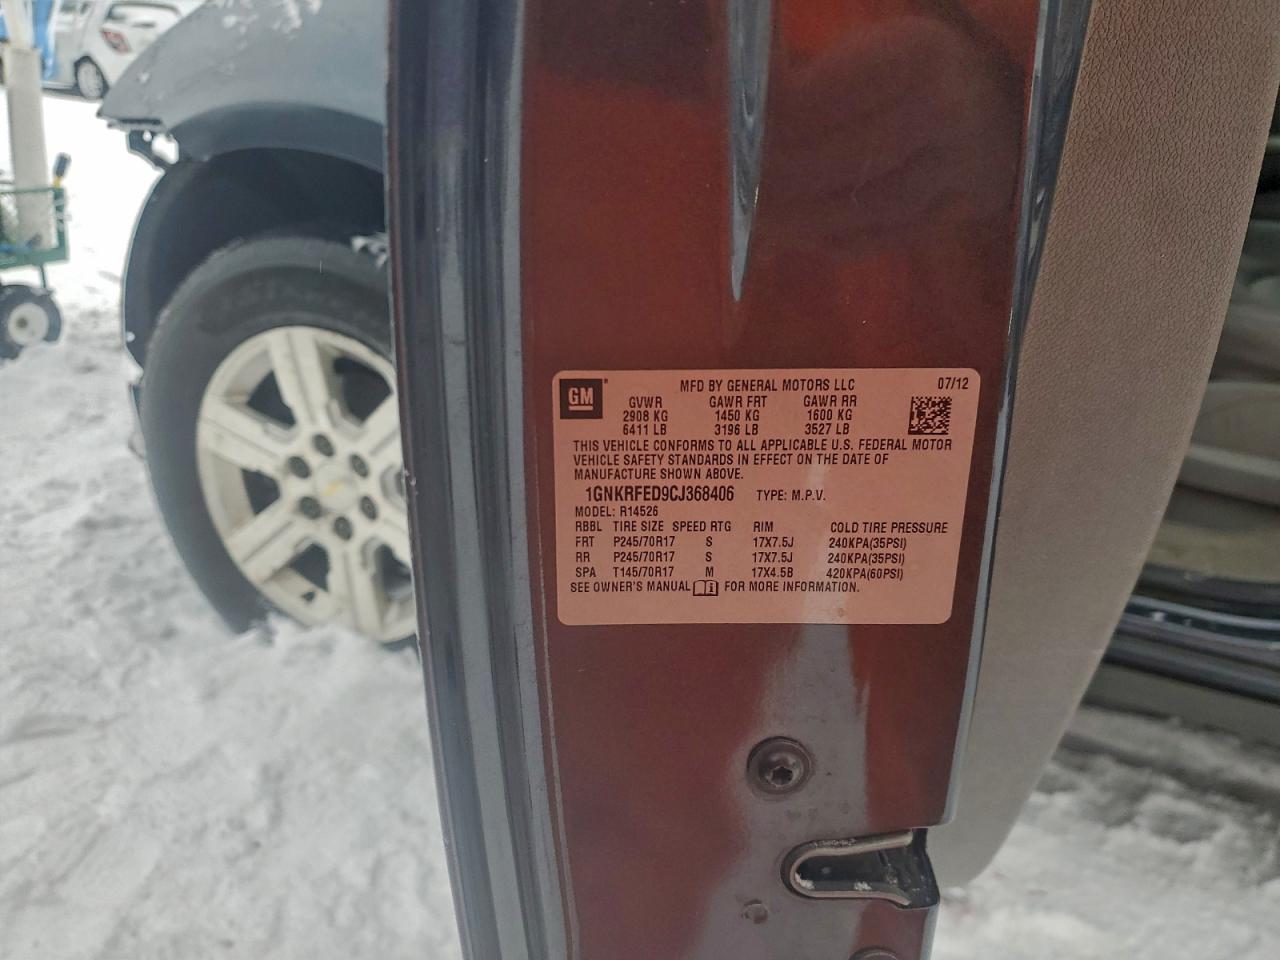 GM
MFD BY GENERAL MOTORS LLC 07/12
GVWR GAWR FRT GAWR RR
2908 KG 1450 KG 1600 KG
6411 LB 3196 LB 3527 LB
THIS VEHICLE CONFORMS TO ALL APPLICABLE U.S. FEDERAL MOTOR
VEHICLE SAFETY STANDARDS IN EFFECT ON THE DATE OF
MANUFACTURE SHOWN ABOVE.
1GNKRFED9CJ368406 TYPE: M.P.V.
MODEL: R14526
RBBL TIRE SIZE SPEED RTG RIM COLD TIRE PRESSURE
FRT P245/70R17 S 17X7.5J 240KPA(35PSI)
RR P245/70R17 S 17X7.5J 240KPA(35PSI)
SPA T145/70R17 M 17X4.5B 420KPA(60PSI)
SEE OWNER'S MANUAL i FOR MORE INFORMATION.